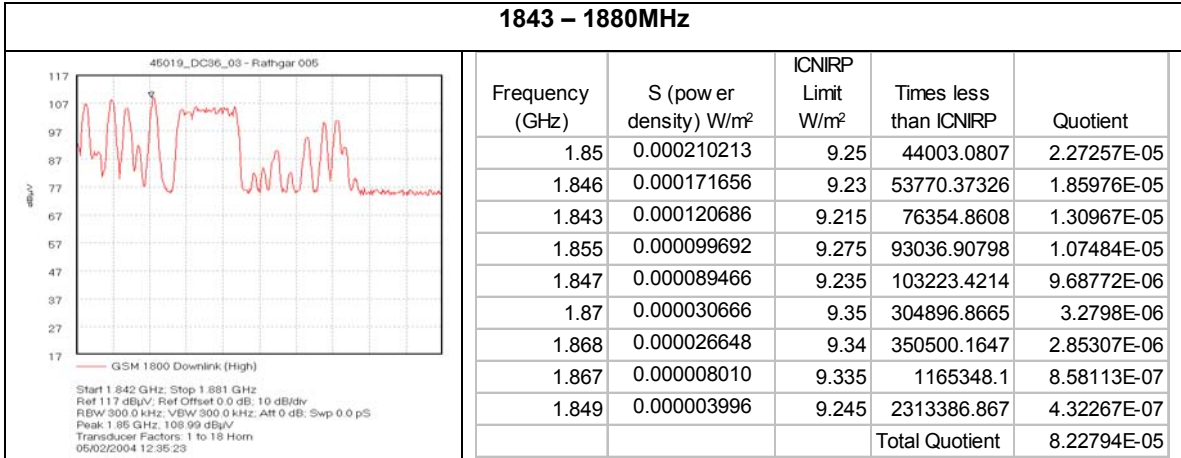 1843 – 1880MHz
45019_DC36_03 - Rathgar 005
117
107
97
87
77
67
57
47
37
27
17
dBµV
GSM 1800 Downlink (High)
Start 1.842 GHz; Stop 1.881 GHz
Ref 117 dBµV; Ref Offset 0.0 dB; 10 dB/div
RBW 300.0 kHz; VBW 300.0 kHz; Att 0 dB; Swp 0.0 pS
Peak 1.85 GHz, 108.99 dBµV
Transducer Factors: 1 to 18 Horn
05/02/2004 12:35:23
Frequency (GHz) S (power density) W/m² ICNIRP Limit W/m² Times less than ICNIRP Quotient
1.85 0.000210213 9.25 44003.0807 2.27257E-05
1.846 0.000171656 9.23 53770.37326 1.85976E-05
1.843 0.000120686 9.215 76354.8608 1.30967E-05
1.855 0.000099692 9.275 93036.90798 1.07484E-05
1.847 0.000089466 9.235 103223.4214 9.68772E-06
1.87 0.000030666 9.35 304896.8665 3.2798E-06
1.868 0.000026648 9.34 350500.1647 2.85307E-06
1.867 0.000008010 9.335 1165348.1 8.58113E-07
1.849 0.000003996 9.245 2313386.867 4.32267E-07
Total Quotient 8.22794E-05